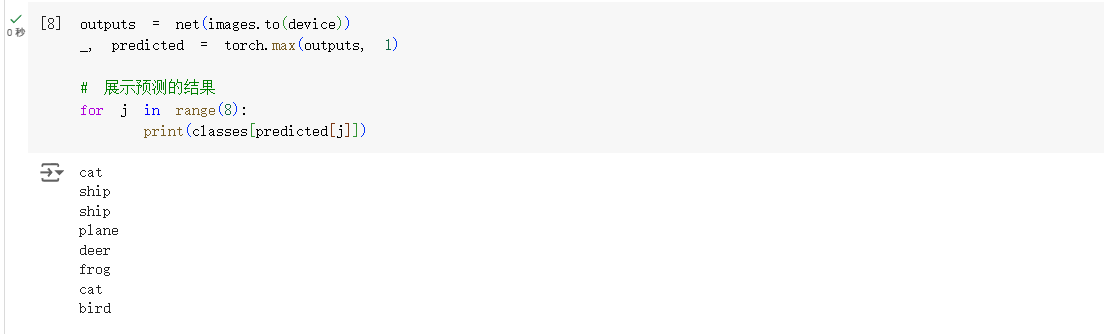 [8] outputs = net(images.to(device))
_, predicted = torch.max(outputs, 1)
# 展示预测的结果
for j in range(8):
print(classes[predicted[j]])
0 秒
cat
ship
ship
plane
deer
frog
cat
bird